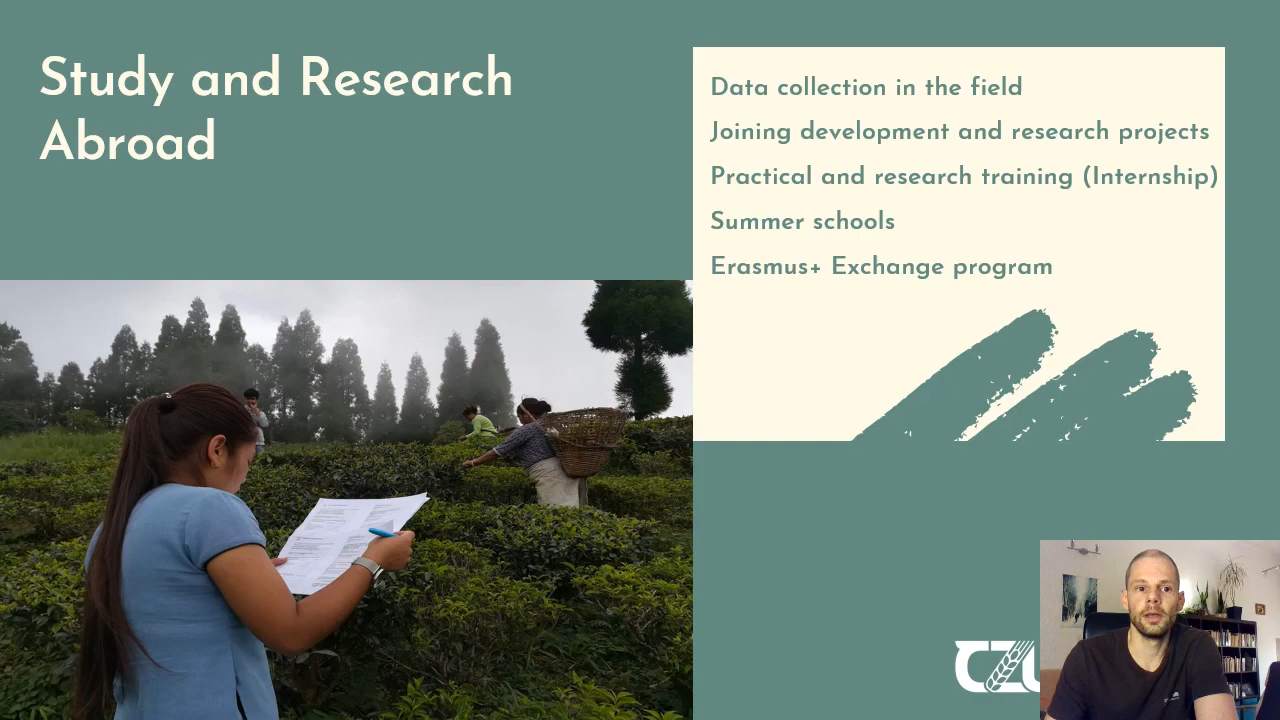 Study and Research
Abroad
Data collection in the field
Joining development and research projects
Practical and research training (Internship)
Summer schools
Erasmus+ Exchange program